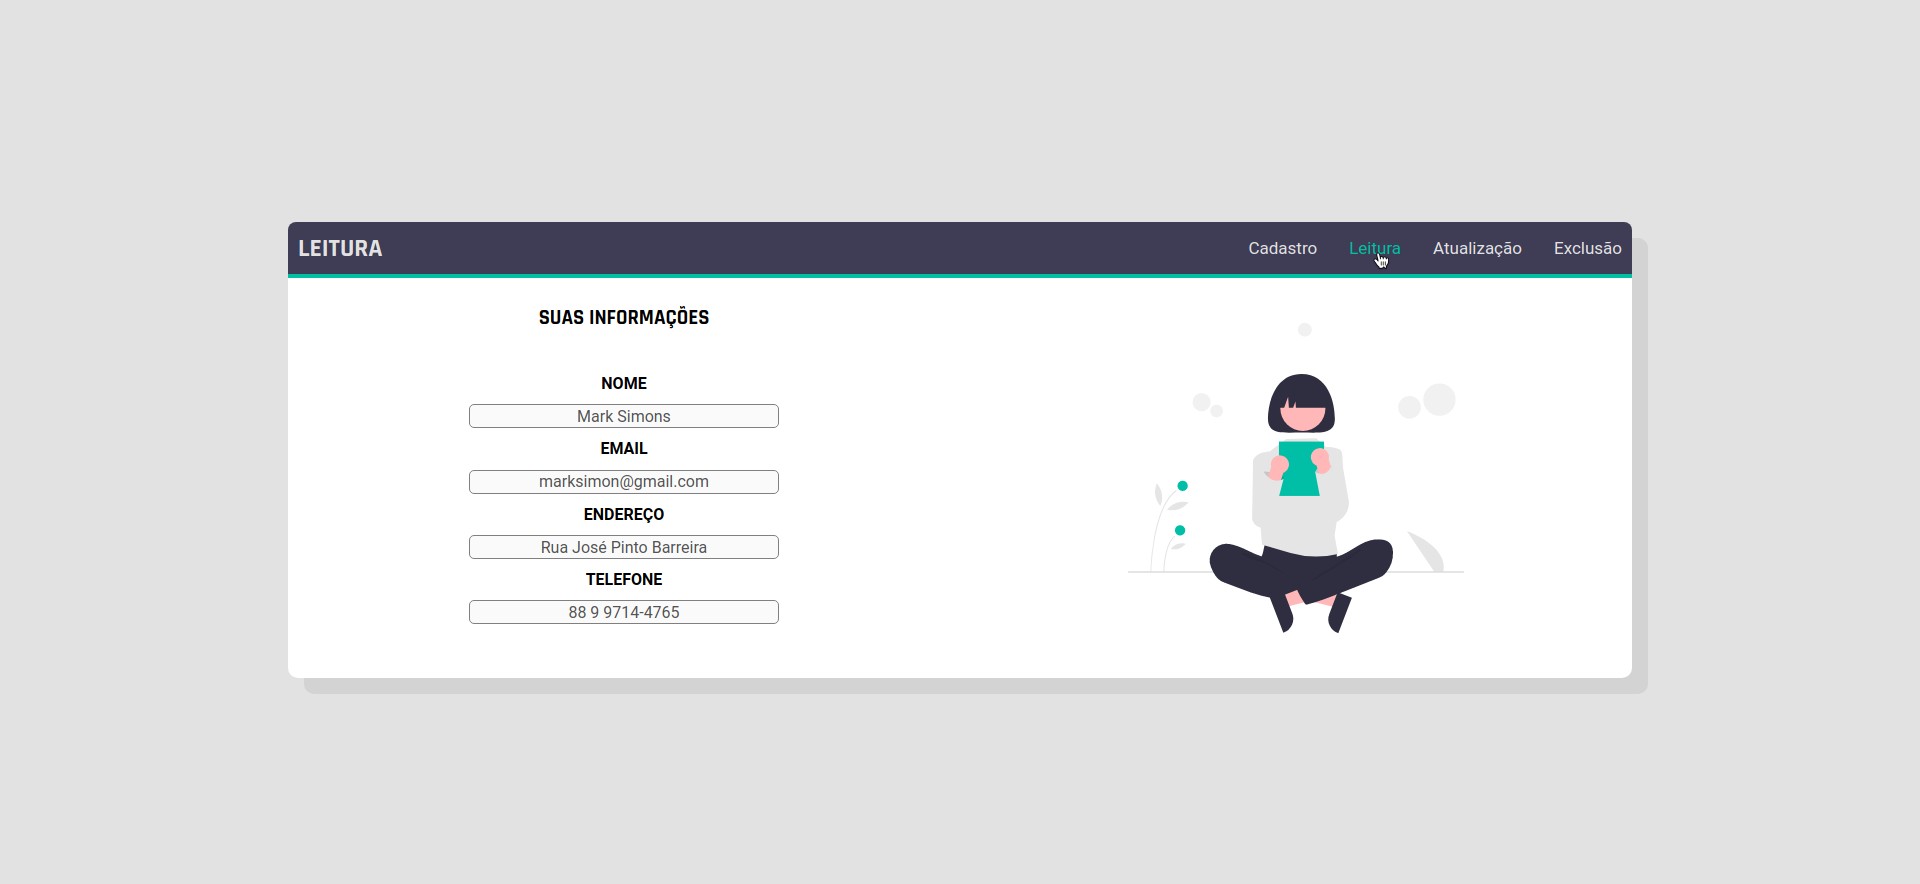 LEITURA
Cadastro Leitura Atualização Exclusão
SUAS INFORMAÇÕES
NOME
Mark Simons
EMAIL
marksimon@gmail.com
ENDEREÇO
Rua José Pinto Barreira
TELEFONE
88 9 9714-4765